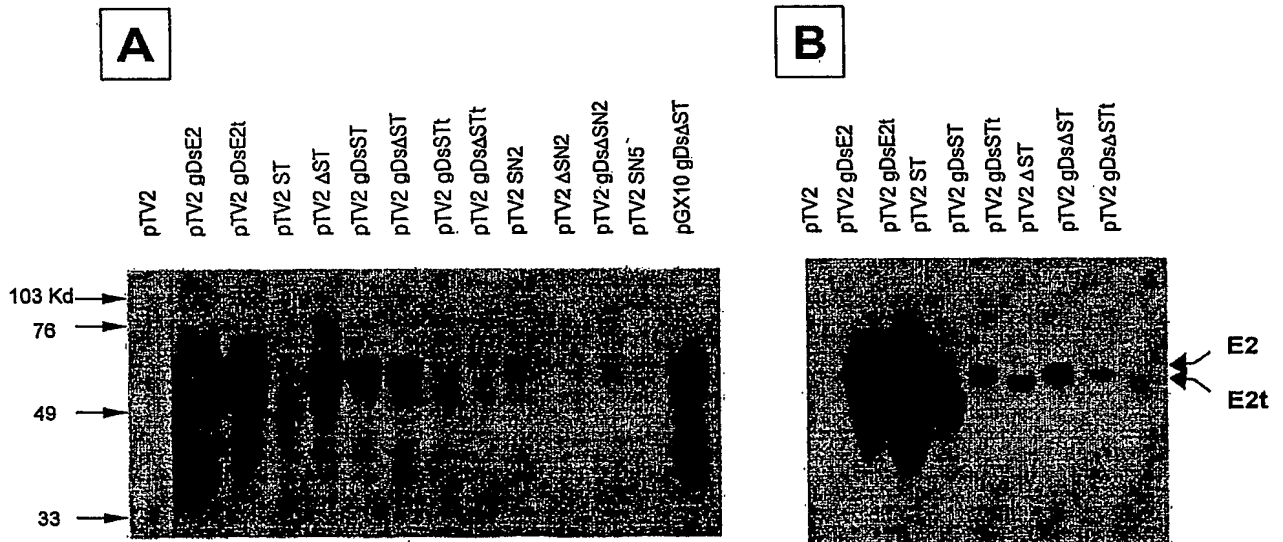 A
B
pTV2
pTV2 gDsE2
pTV2 gDsE2t
pTV2 ST
pTV2 ΔST
pTV2 gDsST
pTV2 gDsΔST
pTV2 gDsSTt
pTV2 gDsΔSTt
pTV2 SN2
pTV2 ΔSN2
pTV2 gDsΔSN2
pTV2 SN5`
pGX10 gDsΔST
pTV2
pTV2 gDsE2
pTV2 gDsE2t
pTV2 ST
pTV2 gDsST
pTV2 gDsSTt
pTV2 ΔST
pTV2 gDsΔST
pTV2 gDsΔSTt
103 Kd
76
49
33
E2
E2t